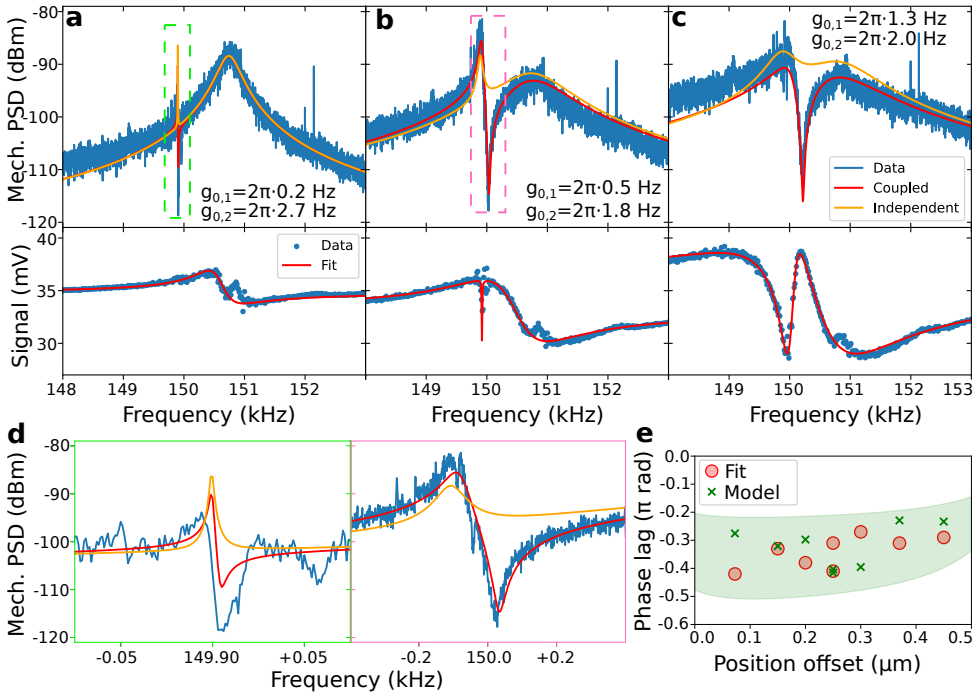 a
b
c
Mech. PSD (dBm)
-80
-90
-100
-110
-120
g0,1=2π·0.2 Hz
g0,2=2π·2.7 Hz
g0,1=2π·0.5 Hz
g0,2=2π·1.8 Hz
g0,1=2π·1.3 Hz
g0,2=2π·2.0 Hz
Data
Coupled
Independent
Signal (mV)
40
35
30
Data
Fit
148 149 150 151 152
149 150 151 152
149 150 151 152 153
Frequency (kHz)
Frequency (kHz)
Frequency (kHz)
d
Mech. PSD (dBm)
-80
-90
-100
-110
-120
-0.05 149.90 +0.05
-0.2 150.0 +0.2
Frequency (kHz)
e
Phase lag (π rad)
0.0
-0.1
-0.2
-0.3
-0.4
-0.5
-0.6
Fit
Model
0.0 0.1 0.2 0.3 0.4 0.5
Position offset (μm)